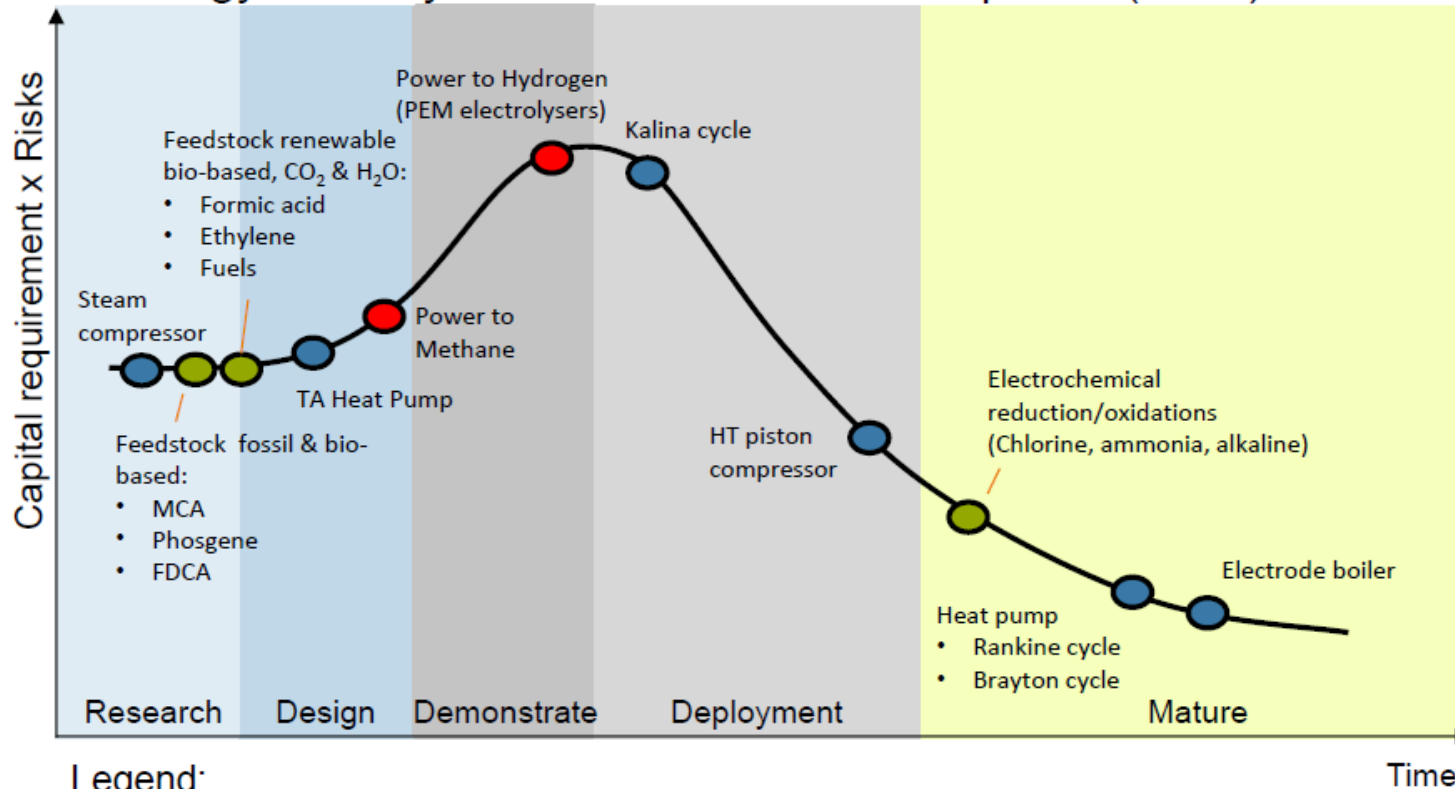 Capital requirement x Risks
Power to Hydrogen
(PEM electrolysers)
Kalina cycle
Feedstock renewable
bio-based, CO₂ & H₂O:
• Formic acid
• Ethylene
• Fuels
Steam
compressor
Power to
Methane
TA Heat Pump
Feedstock fossil & bio-
based:
• MCA
• Phosgene
• FDCA
HT piston
compressor
Electrochemical
reduction/oxidations
(Chlorine, ammonia, alkaline)
Electrode boiler
Heat pump
• Rankine cycle
• Brayton cycle
Research
Design
Demonstrate
Deployment
Mature
Legend:
Time